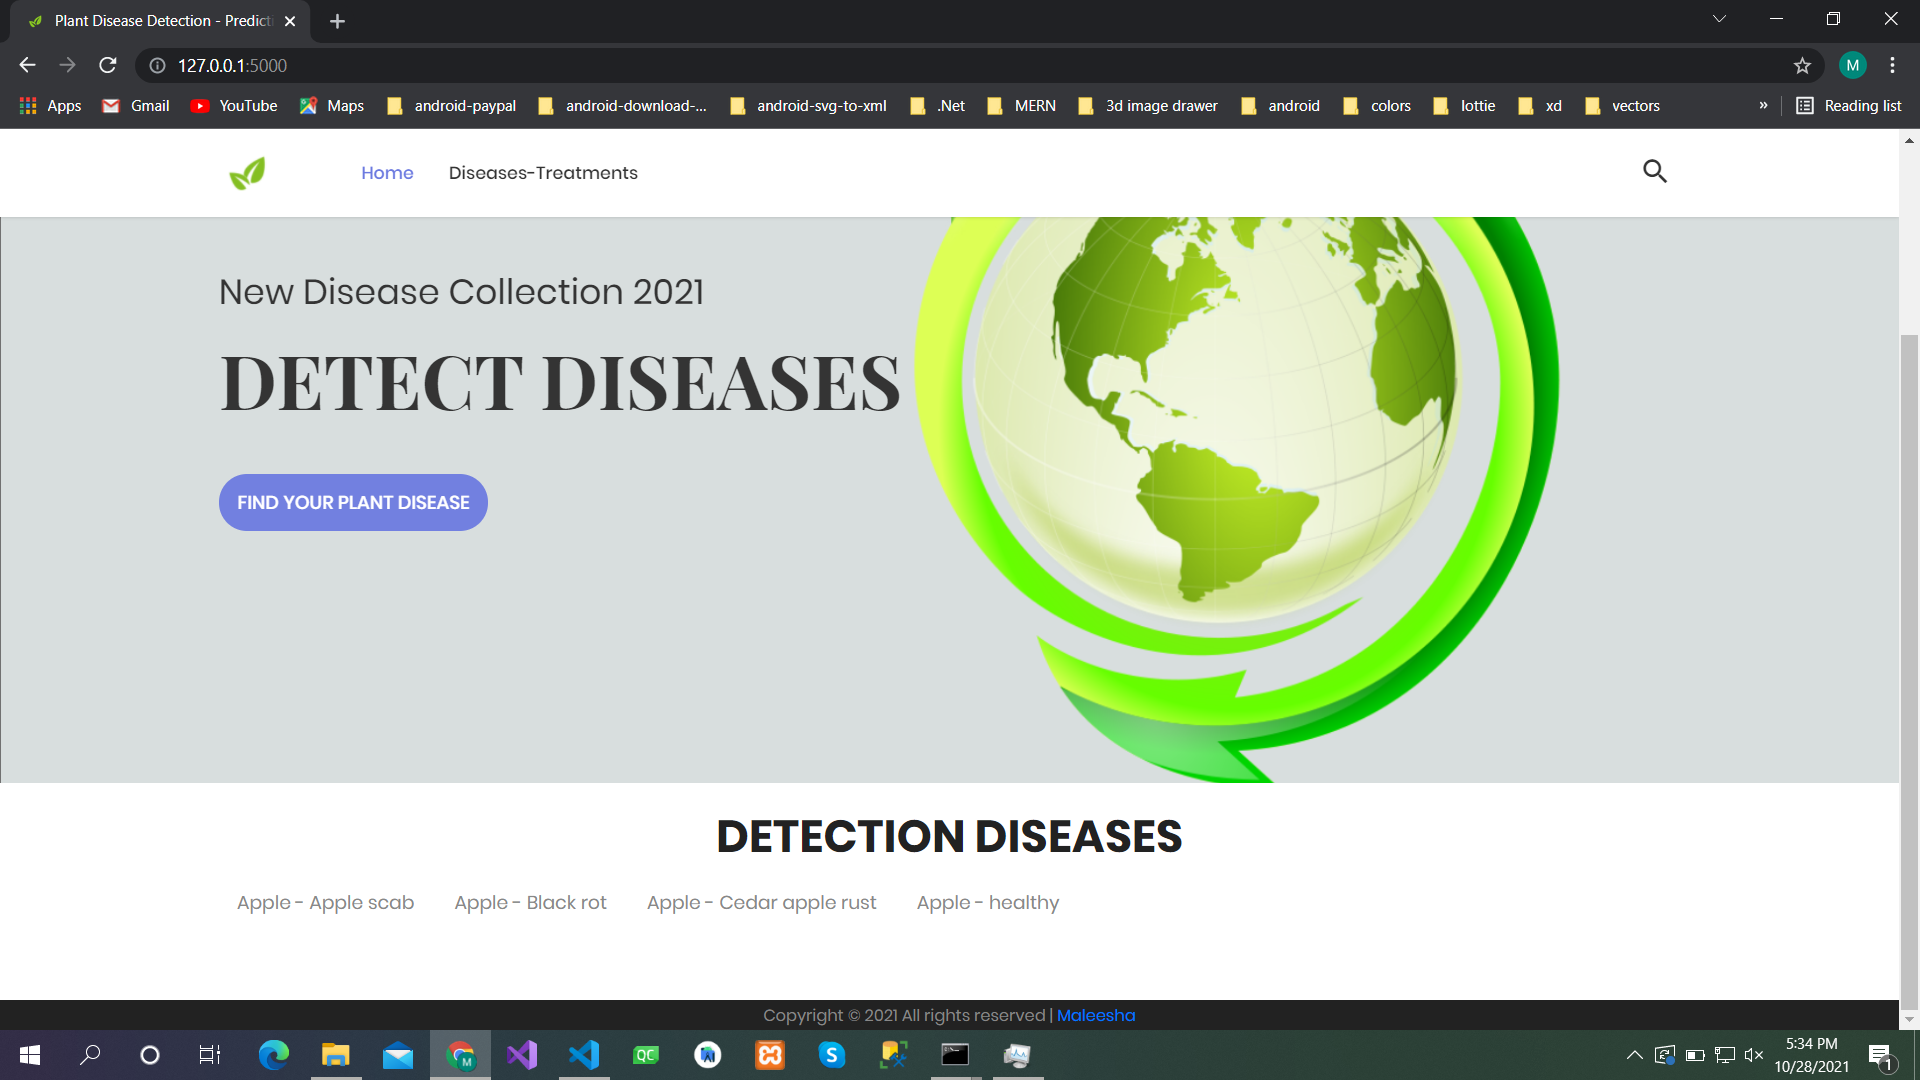 Plant Disease Detection - Predicti
127.0.0.1:5000
M
Apps Gmail YouTube Maps android-paypal android-download-... android-svg-to-xml .Net MERN 3d image drawer android colors lottie xd vectors » Reading list
Home Diseases-Treatments
New Disease Collection 2021
DETECT DISEASES
FIND YOUR PLANT DISEASE
DETECTION DISEASES
Apple - Apple scab Apple - Black rot Apple - Cedar apple rust Apple - healthy
Copyright © 2021 All rights reserved | Maleesha
M QC S
5:34 PM
10/28/2021
1